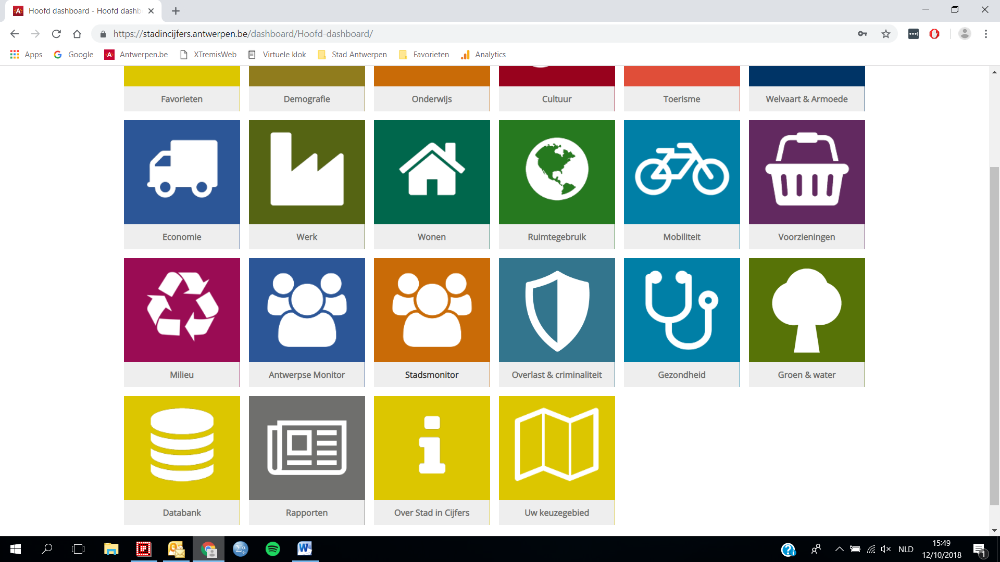 Hoofd dashboard - Hoofd dashb
https://stadincijfers.antwerpen.be/dashboard/Hoofd-dashboard/
Apps Google Antwerpen.be XTremisWeb Virtuele klok Stad Antwerpen Favorieten Analytics
Favorieten Demografie Onderwijs Cultuur Toerisme Welvaart & Armoede
Economie Werk Wonen Ruimtegebruik Mobiliteit Voorzieningen
Milieu Antwerpse Monitor Stadsmonitor Overlast & criminaliteit Gezondheid Groen & water
Databank Rapporten Over Stad in Cijfers Uw keuzegebied
NLD
15:49
12/10/2018
1